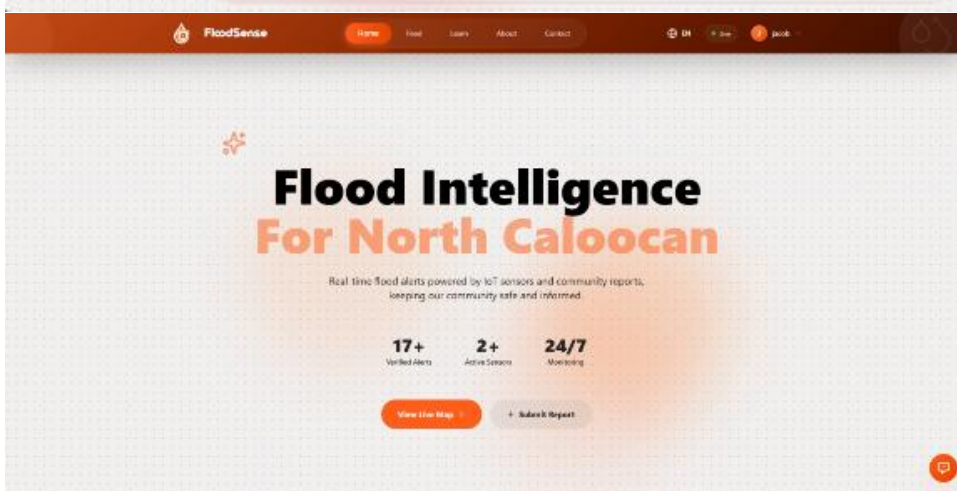 FloodSense
Home Feed Learn About Contact
EN Live jacob
Flood Intelligence
For North Caloocan
Real-time flood alerts powered by IoT sensors and community reports,
keeping our community safe and informed
17+ 2+ 24/7
Verified Alerts Active Sensors Monitoring
View Live Map + Submit Report